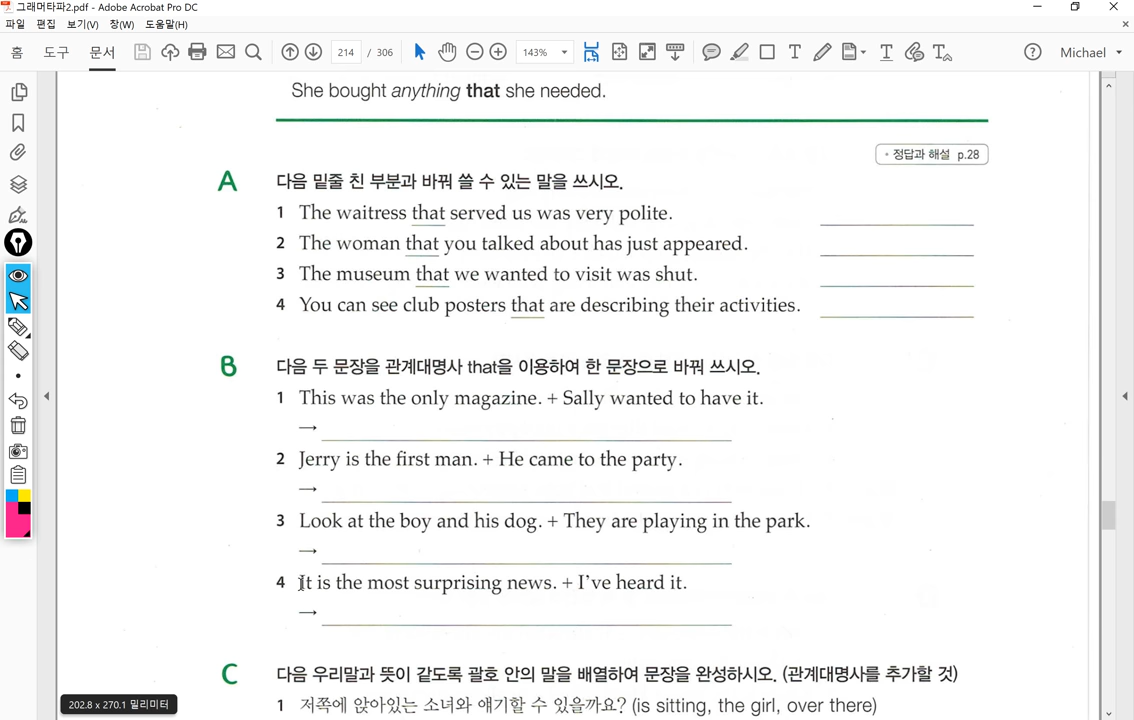 그래머타파2.pdf - Adobe Acrobat Pro DC
파일 편집 보기(V) 창(W) 도움말(H)
홈 도구 문서 214 / 306 143% Michael
She bought anything that she needed.
• 정답과 해설 p.28
A 다음 밑줄 친 부분과 바꿔 쓸 수 있는 말을 쓰시오.
1 The waitress that served us was very polite.
2 The woman that you talked about has just appeared.
3 The museum that we wanted to visit was shut.
4 You can see club posters that are describing their activities.
B 다음 두 문장을 관계대명사 that을 이용하여 한 문장으로 바꿔 쓰시오.
1 This was the only magazine. + Sally wanted to have it.
→
2 Jerry is the first man. + He came to the party.
→
3 Look at the boy and his dog. + They are playing in the park.
→
4 It is the most surprising news. + I've heard it.
→
C 다음 우리말과 뜻이 같도록 괄호 안의 말을 배열하여 문장을 완성하시오. (관계대명사를 추가할 것)
202.8 x 270.1 밀리미터
1 저쪽에 앉아있는 소녀와 얘기할 수 있을까요? (is sitting, the girl, over there)